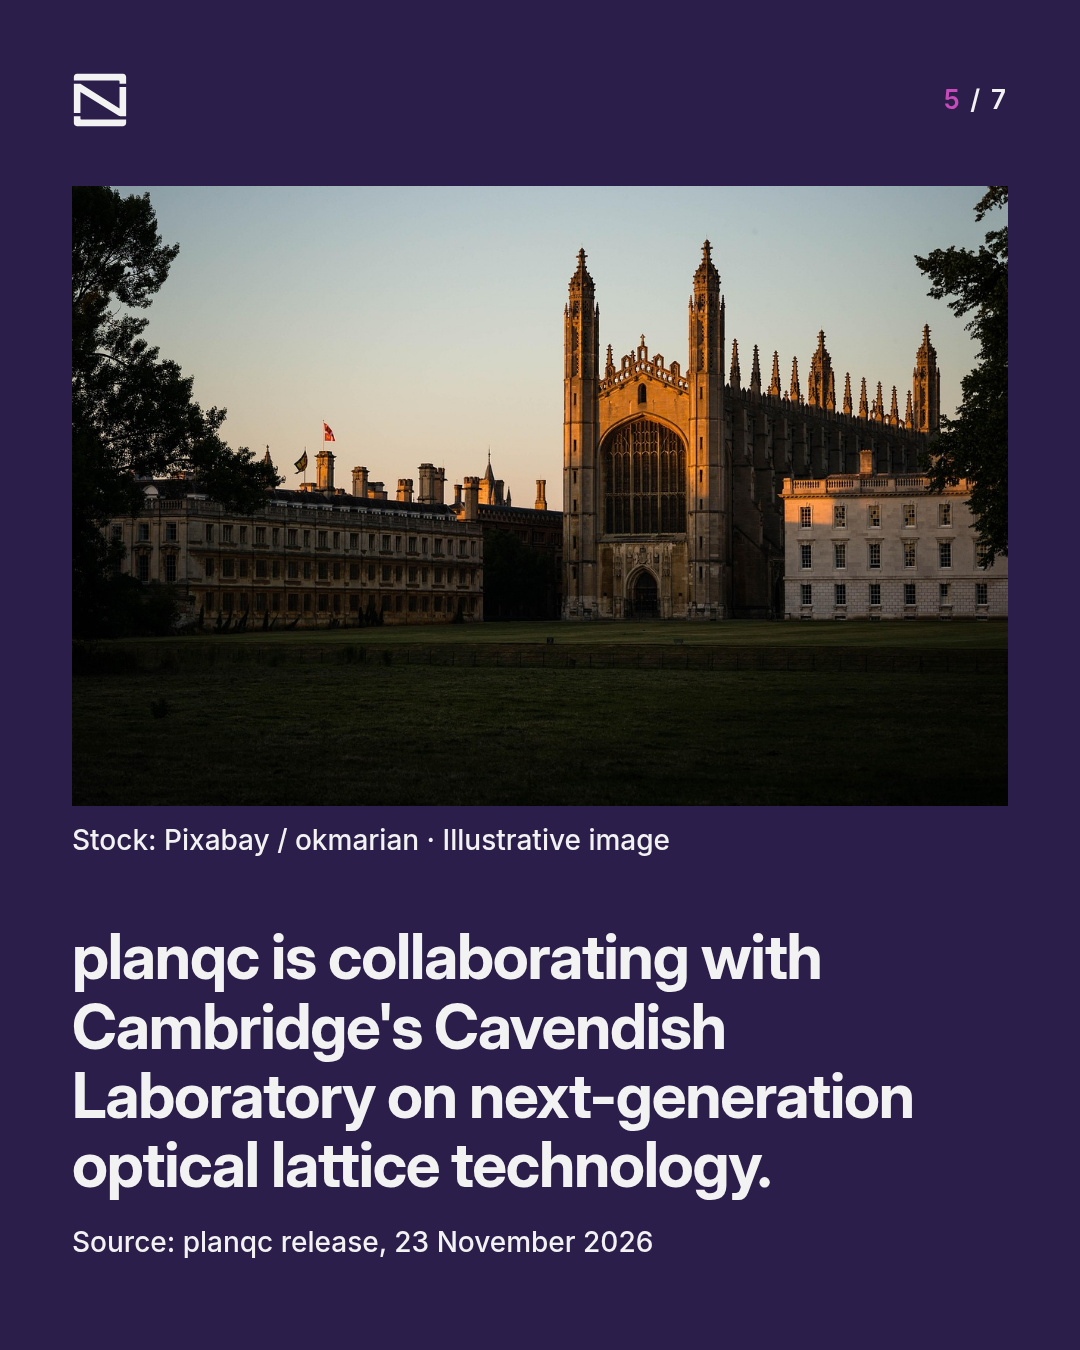 5 / 7
Stock: Pixabay / okmarian · Illustrative image
planqc is collaborating with
Cambridge's Cavendish
Laboratory on next-generation
optical lattice technology.
Source: planqc release, 23 November 2026